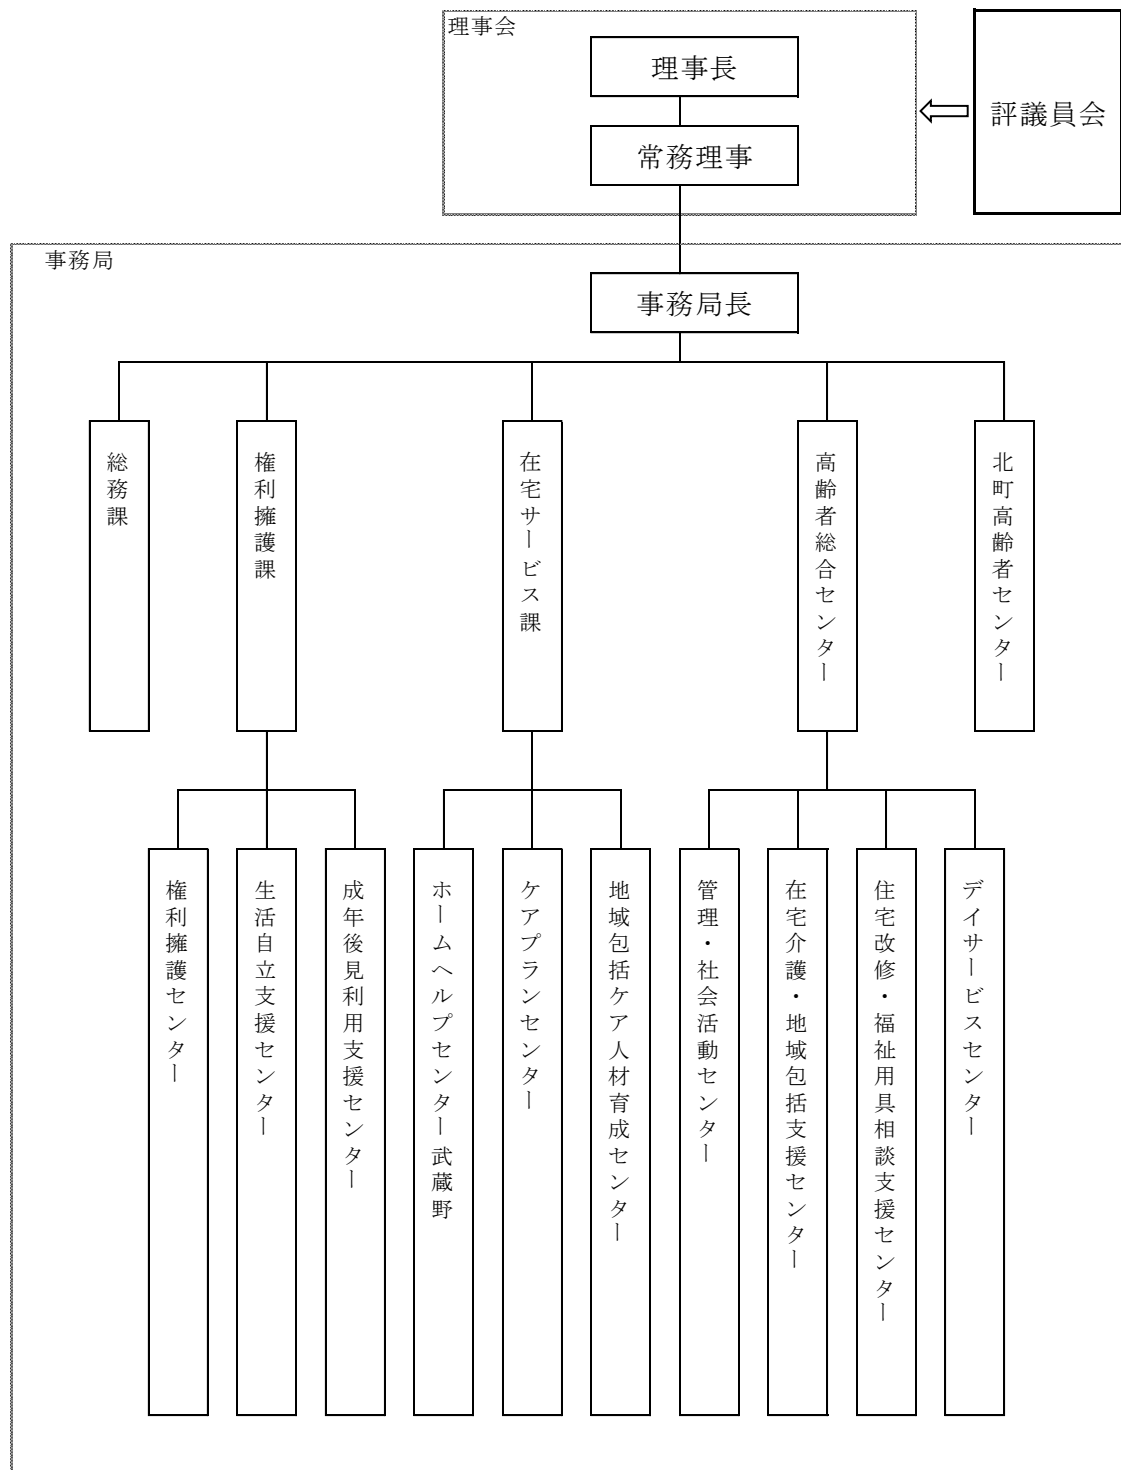 理事会
理事長
常務理事
評議員会
事務局
事務局長
総務課
権利擁護課
在宅サービス課
高齢者総合センター
北町高齢者センター
権利擁護センター
生活自立支援センター
成年後見利用支援センター
ホームヘルプセンター武蔵野
ケアプランセンター
地域包括ケア人材育成センター
管理・社会活動センター
在宅介護・地域包括支援センター
住宅改修・福祉用具相談支援センター
デイサービスセンター